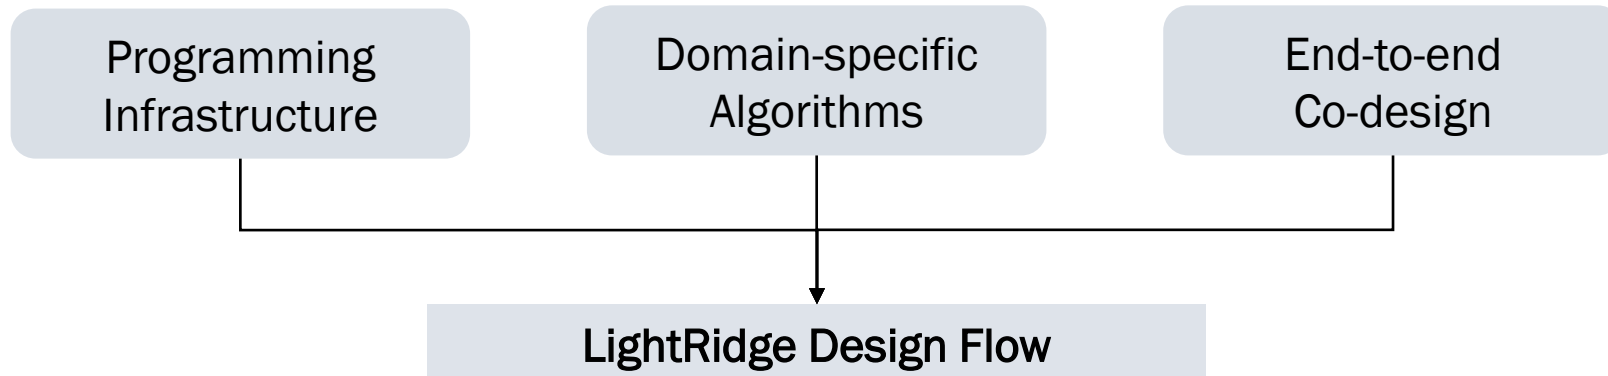 Programming
Infrastructure
Domain-specific
Algorithms
End-to-end
Co-design
LightRidge Design Flow